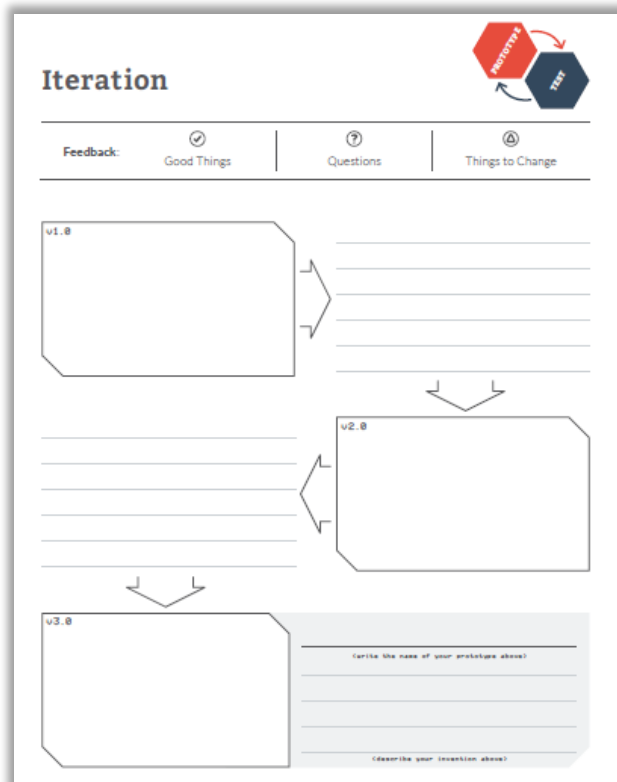 PROTOTYPE
TEST
Iteration
Feedback:
Good Things
Questions
Things to Change
v1.0
v2.0
v3.0
(write the name of your prototype above)
(describe your invention above)